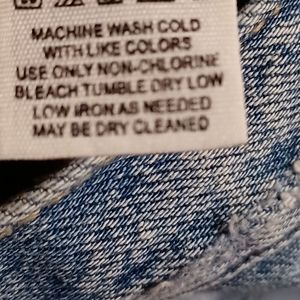 MACHINE WASH COLD
WITH LIKE COLORS
USE ONLY NON-CHLORINE
BLEACH TUMBLE DRY LOW
LOW IRON AS NEEDED
MAY BE DRY CLEANED